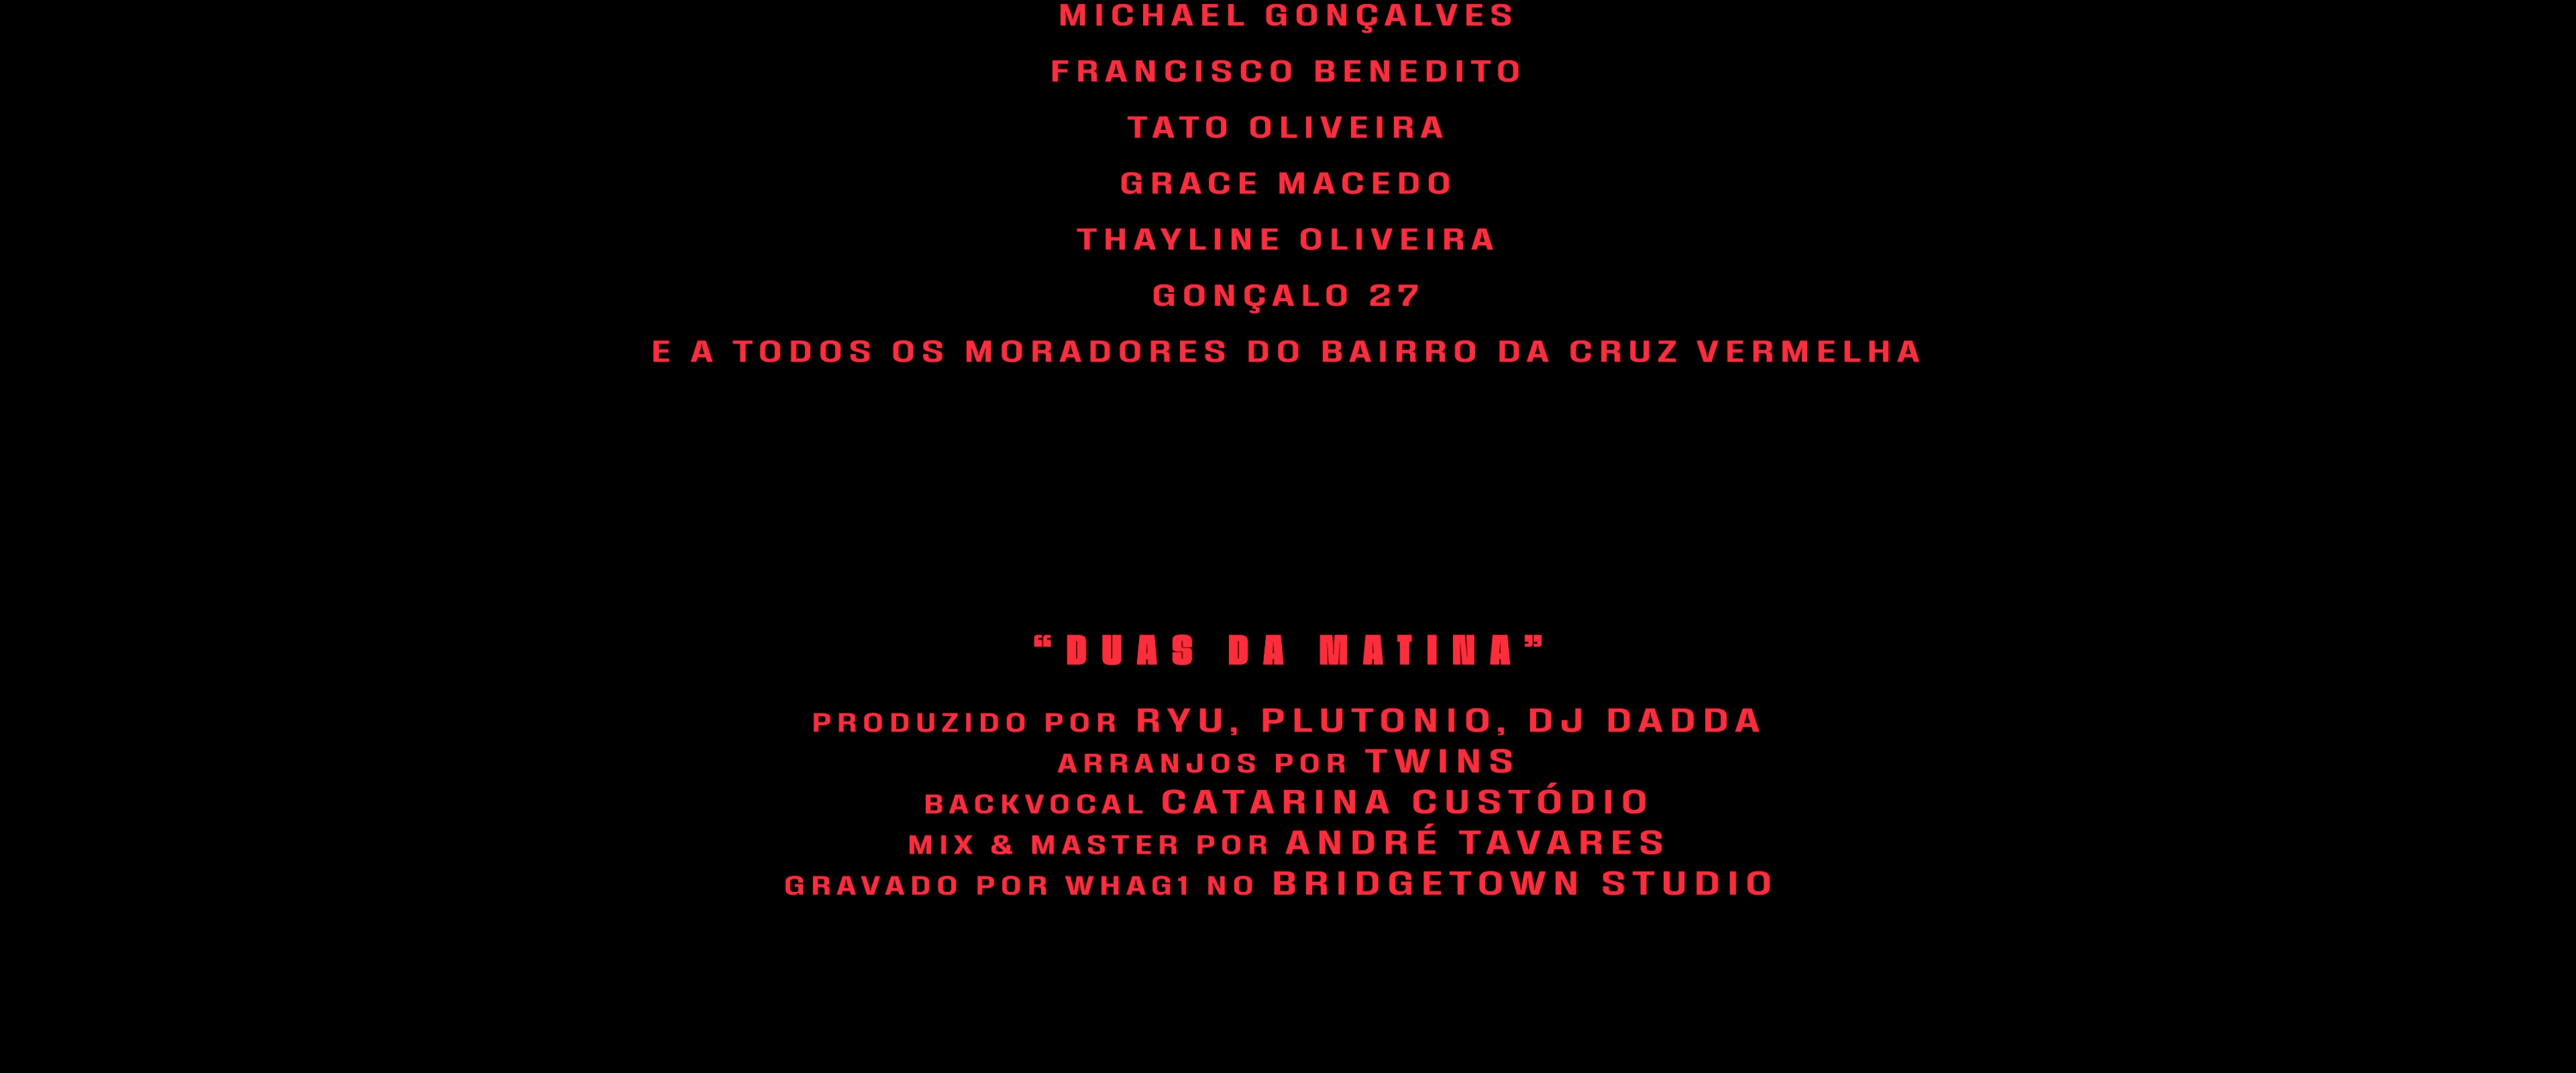 MICHAEL GONÇALVES
FRANCISCO BENEDITO
TATO OLIVEIRA
GRACE MACEDO
THAYLINE OLIVEIRA
GONÇALO 27
E A TODOS OS MORADORES DO BAIRRO DA CRUZ VERMELHA
“DUAS DA MATINA”
PRODUZIDO POR RYU, PLUTONIO, DJ DADDA
ARRANJOS POR TWINS
BACKVOCAL CATARINA CUSTÓDIO
MIX & MASTER POR ANDRÉ TAVARES
GRAVADO POR WHAG1 NO BRIDGETOWN STUDIO